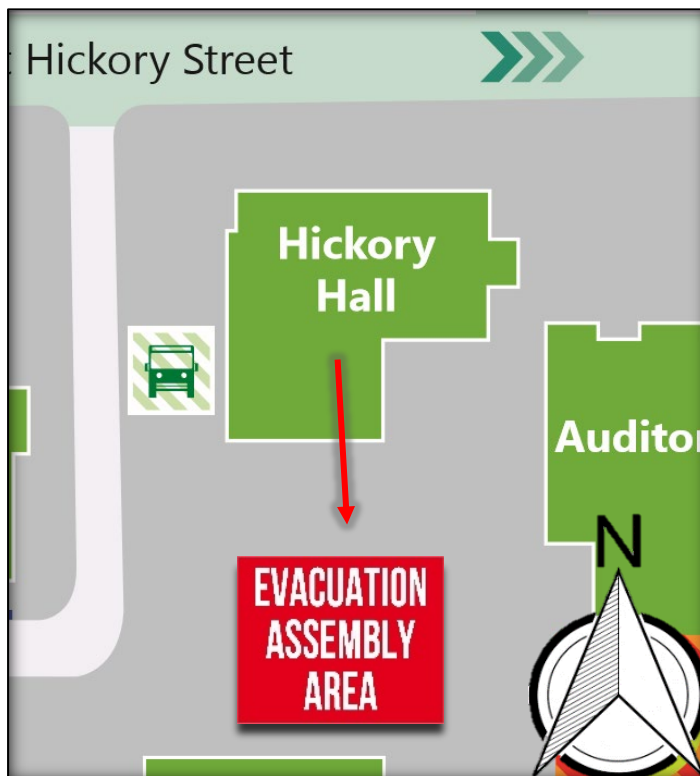 Hickory Street
Hickory
Hall
Auditor
N
EVACUATION
ASSEMBLY
AREA